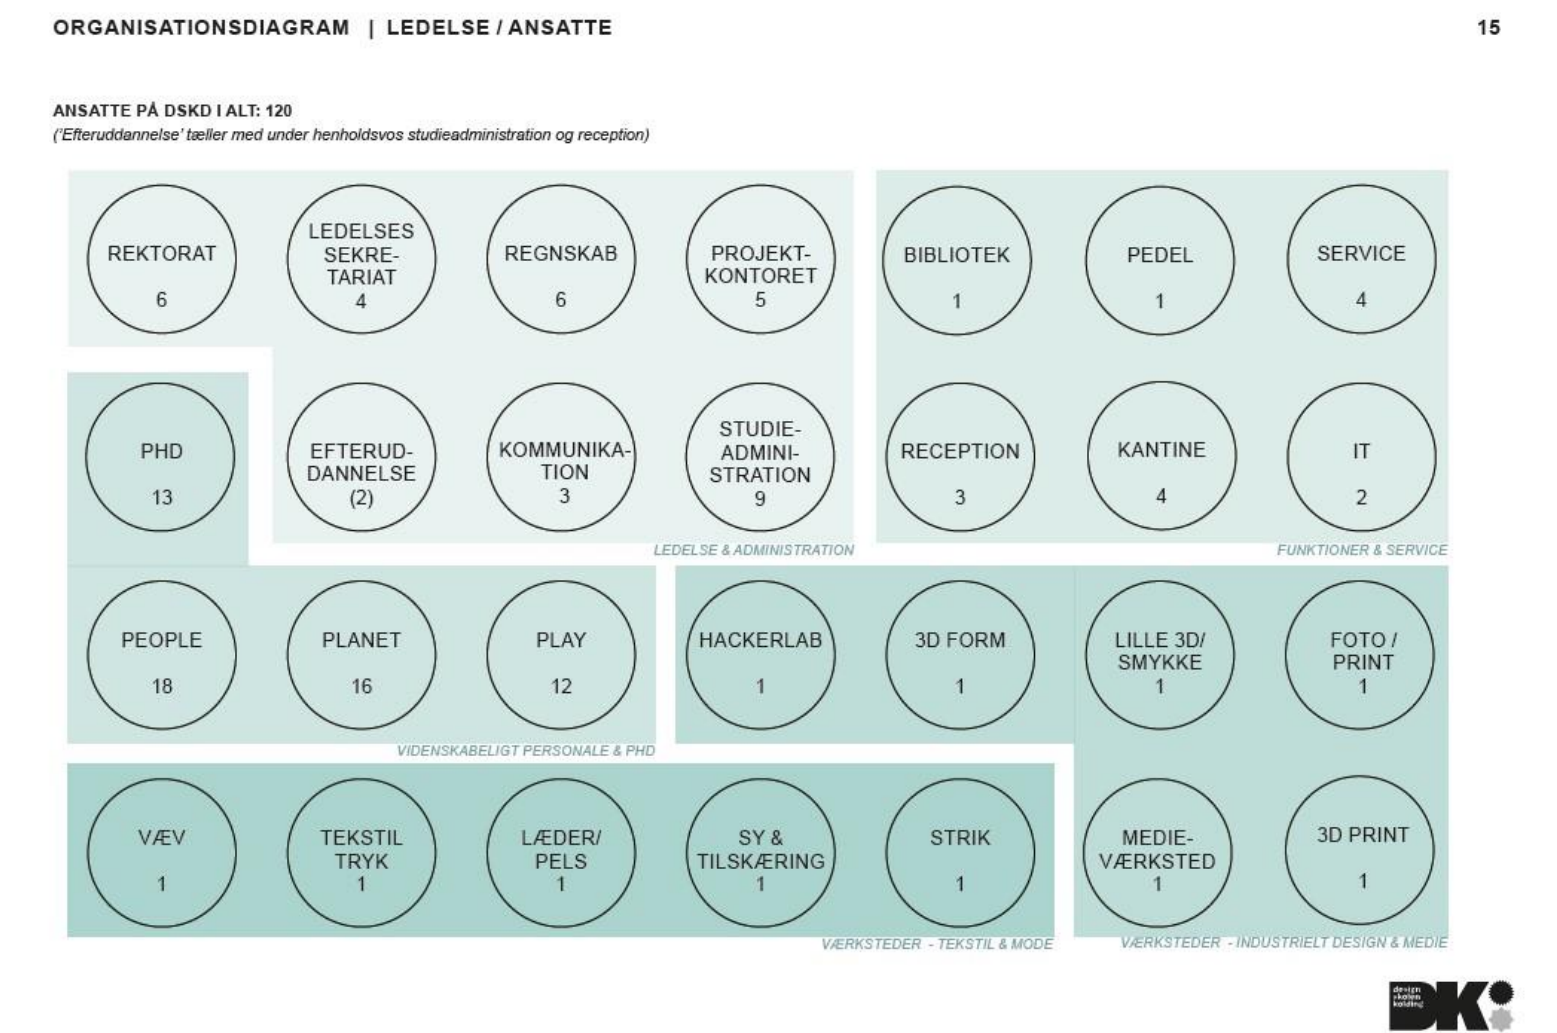 ORGANISATIONSDIAGRAM | LEDELSE / ANSATTE
15
ANSATTE PÅ DSKD I ALT: 120
('Efteruddannelse' tæller med under henholdsvos studieadministration og reception)
REKTORAT
6
LEDELSES
SEKRE-
TARIAT
4
REGNSKAB
6
PROJEKT-
KONTORET
5
BIBLIOTEK
1
PEDEL
1
SERVICE
4
PHD
13
EFTERUD-
DANNELSE
(2)
KOMMUNIKA-
TION
3
STUDIE-
ADMINI-
STRATION
9
RECEPTION
3
KANTINE
4
IT
2
LEDELSE & ADMINISTRATION
FUNKTIONER & SERVICE
PEOPLE
18
PLANET
16
PLAY
12
HACKERLAB
1
3D FORM
1
LILLE 3D/
SMYKKE
1
FOTO /
PRINT
1
VIDENSKABELIGT PERSONALE & PHD
VÆV
1
TEKSTIL
TRYK
1
LÆDER/
PELS
1
SY &
TILSKÆRING
1
STRIK
1
MEDIE-
VÆRKSTED
1
3D PRINT
1
VÆRKSTEDER - TEKSTIL & MODE
VÆRKSTEDER - INDUSTRIELT DESIGN & MEDIE
design
skolen
kolding
DK